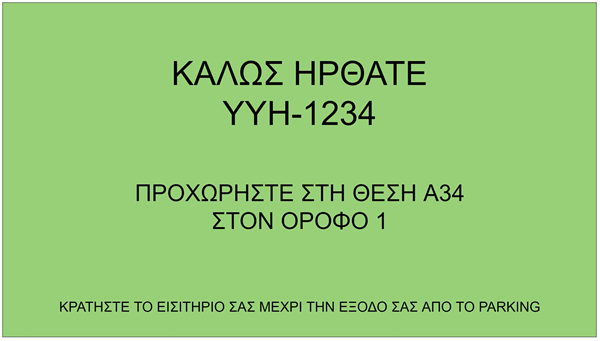 ΚΑΛΩΣ ΗΡΘΑΤΕ
ΥΥΗ-1234
ΠΡΟΧΩΡΗΣΤΕ ΣΤΗ ΘΕΣΗ Α34
ΣΤΟΝ ΟΡΟΦΟ 1
ΚΡΑΤΗΣΤΕ ΤΟ ΕΙΣΙΤΗΡΙΟ ΣΑΣ ΜΕΧΡΙ ΤΗΝ ΕΞΟΔΟ ΣΑΣ ΑΠΟ ΤΟ PARKING